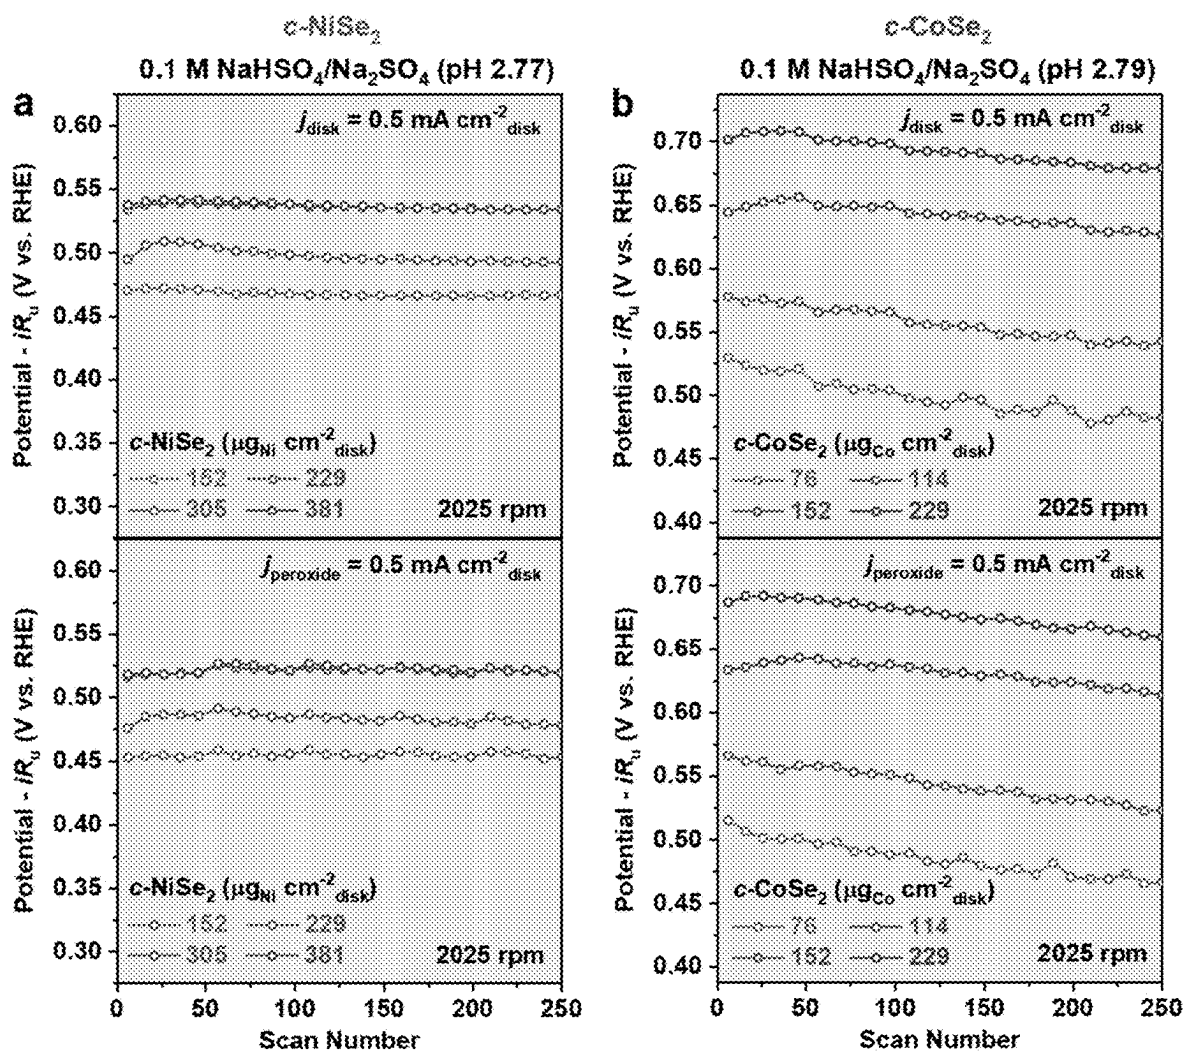 c-NiSe2
0.1 M NaHSO4/Na2SO4 (pH 2.77)
a
jdisk = 0.5 mA cm-2disk
Potential - iRu (V vs. RHE)
0.60
0.55
0.50
0.45
0.40
0.35
0.30
c-NiSe2 (μgNi cm-2disk)
152 229
305 381
2025 rpm
jperoxide = 0.5 mA cm-2disk
Potential - iRu (V vs. RHE)
0.60
0.55
0.50
0.45
0.40
0.35
0.30
c-NiSe2 (μgNi cm-2disk)
152 229
305 381
2025 rpm
0 50 100 150 200 250
Scan Number
c-CoSe2
0.1 M NaHSO4/Na2SO4 (pH 2.79)
b
jdisk = 0.5 mA cm-2disk
Potential - iRu (V vs. RHE)
0.70
0.65
0.60
0.55
0.50
0.45
0.40
c-CoSe2 (μgCo cm-2disk)
76 114
152 229
2025 rpm
jperoxide = 0.5 mA cm-2disk
Potential - iRu (V vs. RHE)
0.70
0.65
0.60
0.55
0.50
0.45
0.40
c-CoSe2 (μgCo cm-2disk)
76 114
152 229
2025 rpm
0 50 100 150 200 250
Scan Number